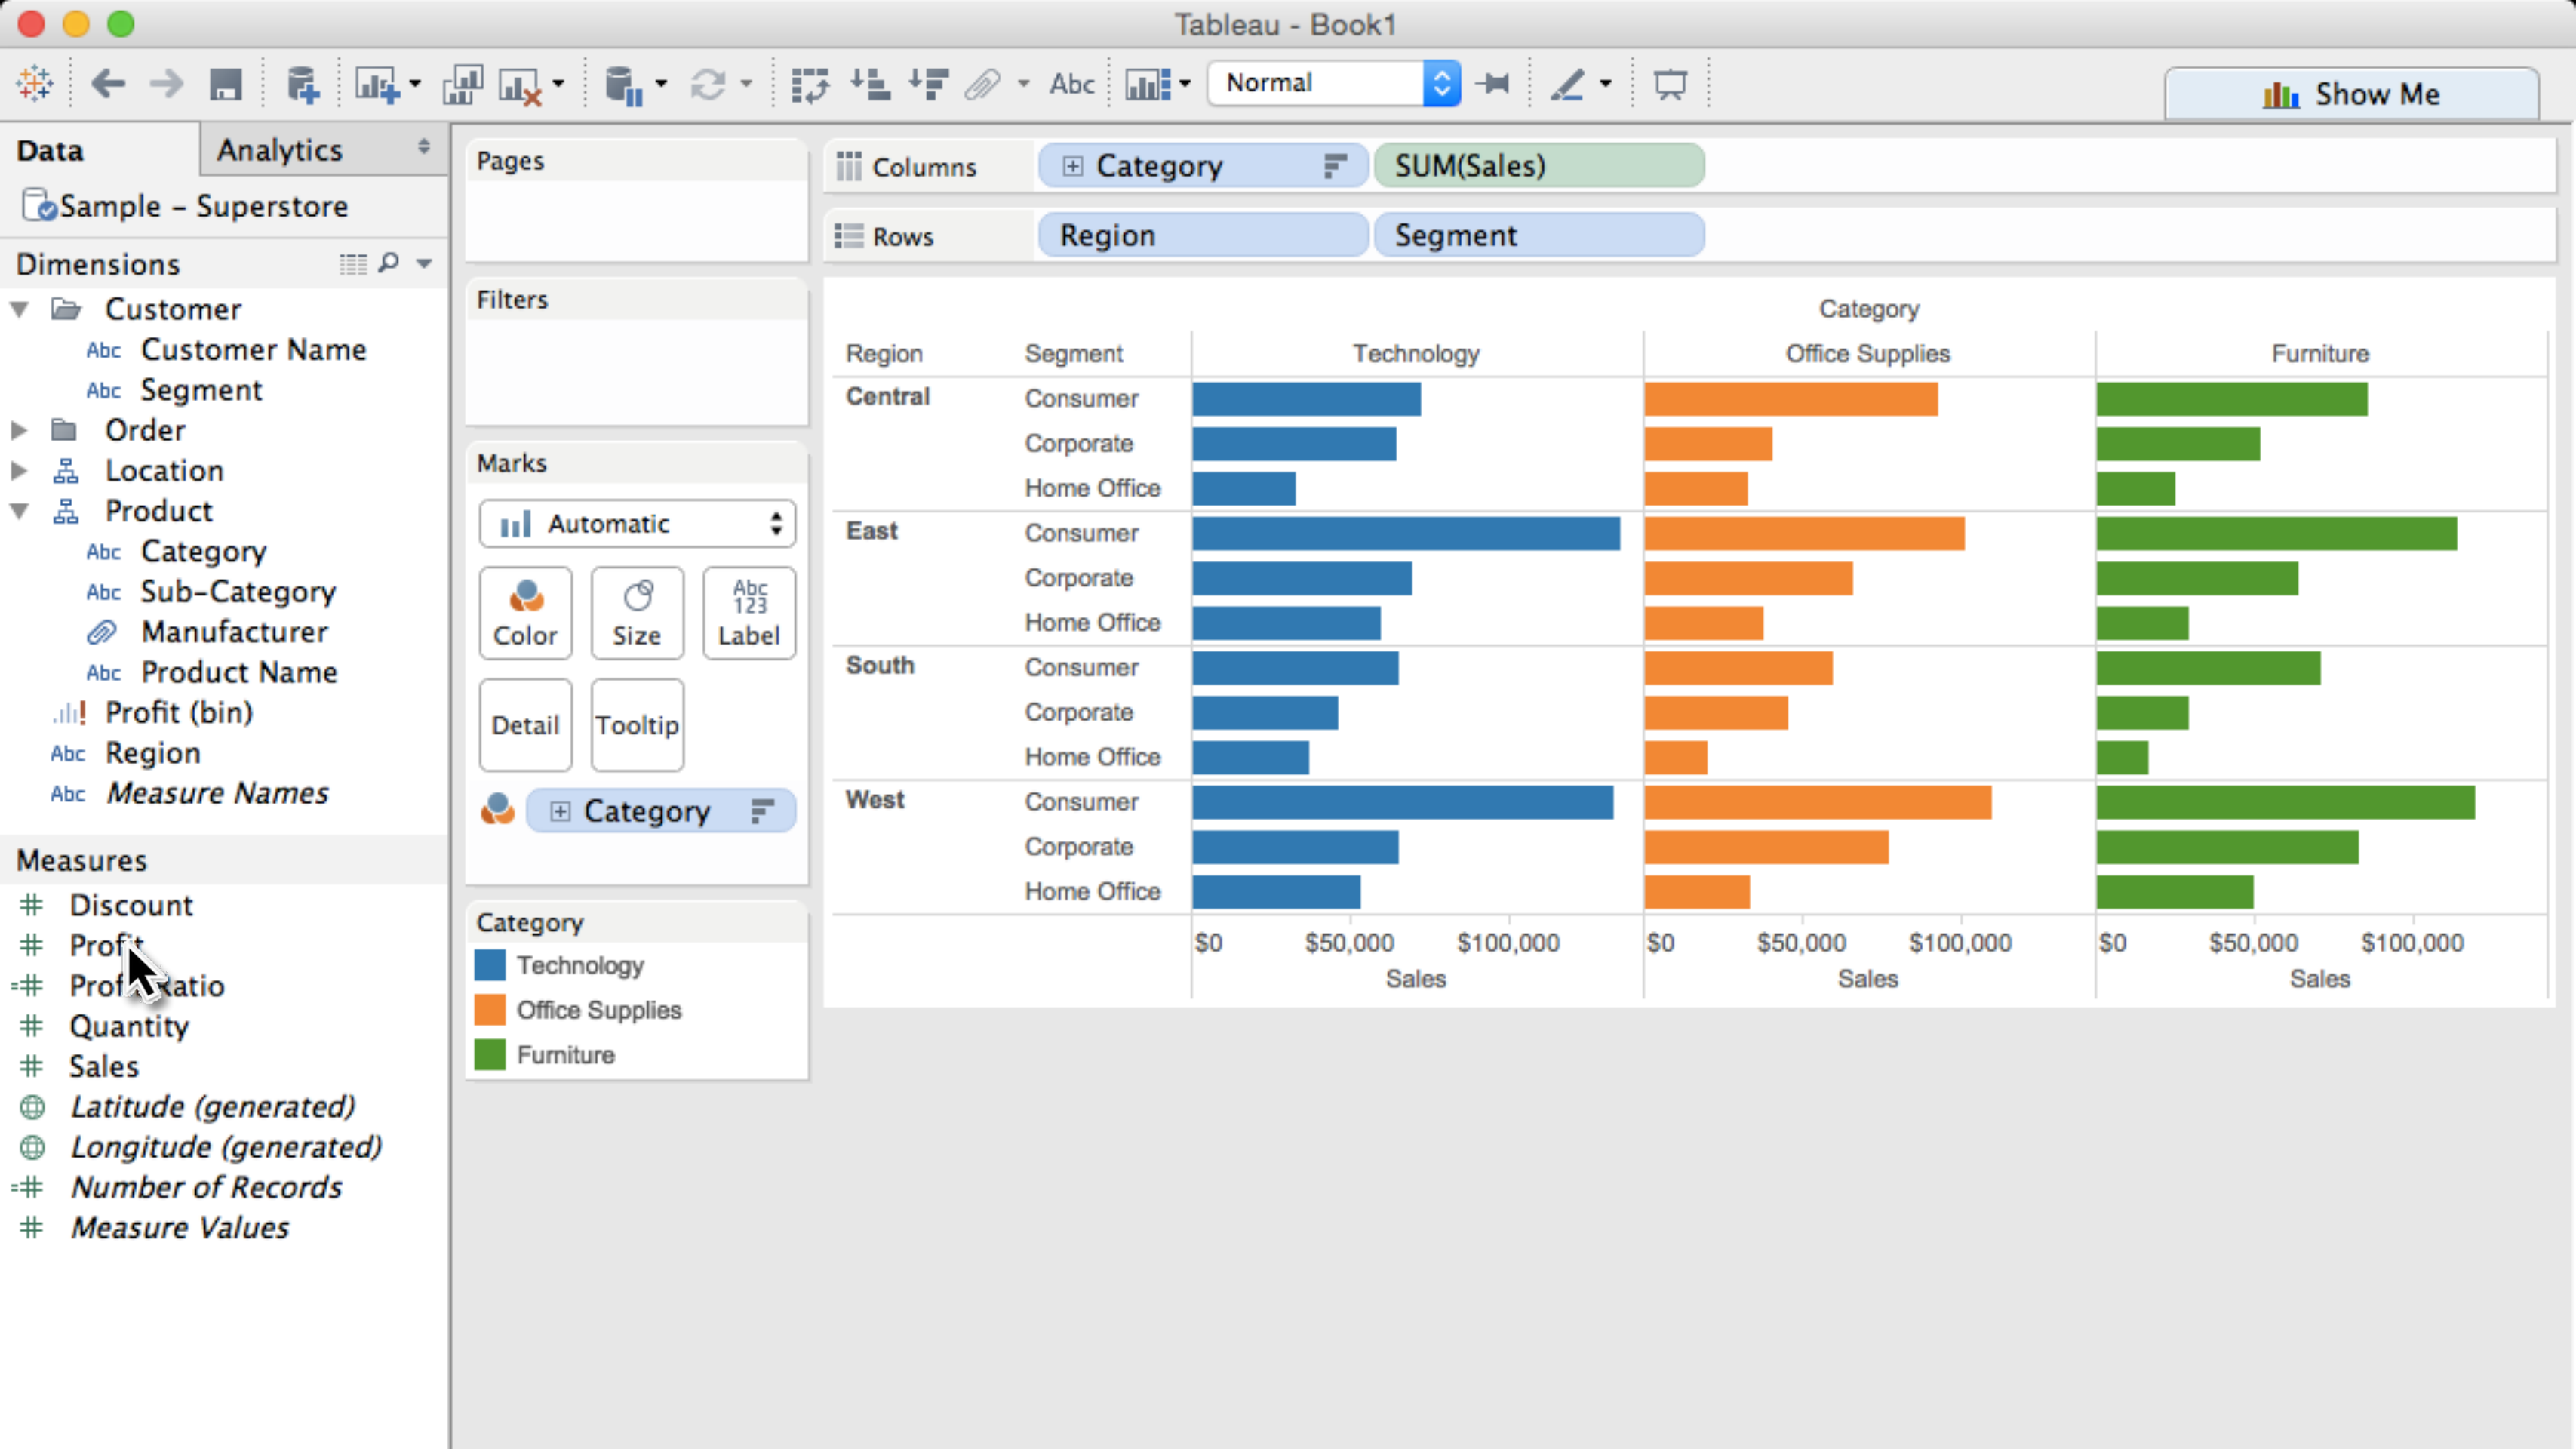 Tableau - Book1
Abc
Normal
Show Me
Data
Analytics
Sample - Superstore
Dimensions
Customer
Abc Customer Name
Abc Segment
Order
Location
Product
Abc Category
Abc Sub-Category
Manufacturer
Abc Product Name
Profit (bin)
Abc Region
Abc Measure Names
Measures
# Discount
# Profit
=# Profit Ratio
# Quantity
# Sales
Latitude (generated)
Longitude (generated)
=# Number of Records
# Measure Values
Pages
Filters
Marks
Automatic
Color
Size
Abc
123
Label
Detail
Tooltip
Category
Category
Technology
Office Supplies
Furniture
Columns
Category
SUM(Sales)
Rows
Region
Segment
Category
Region Segment Technology Office Supplies Furniture
Central Consumer
Corporate
Home Office
East Consumer
Corporate
Home Office
South Consumer
Corporate
Home Office
West Consumer
Corporate
Home Office
$0 $50,000 $100,000 $0 $50,000 $100,000 $0 $50,000 $100,000
Sales Sales Sales